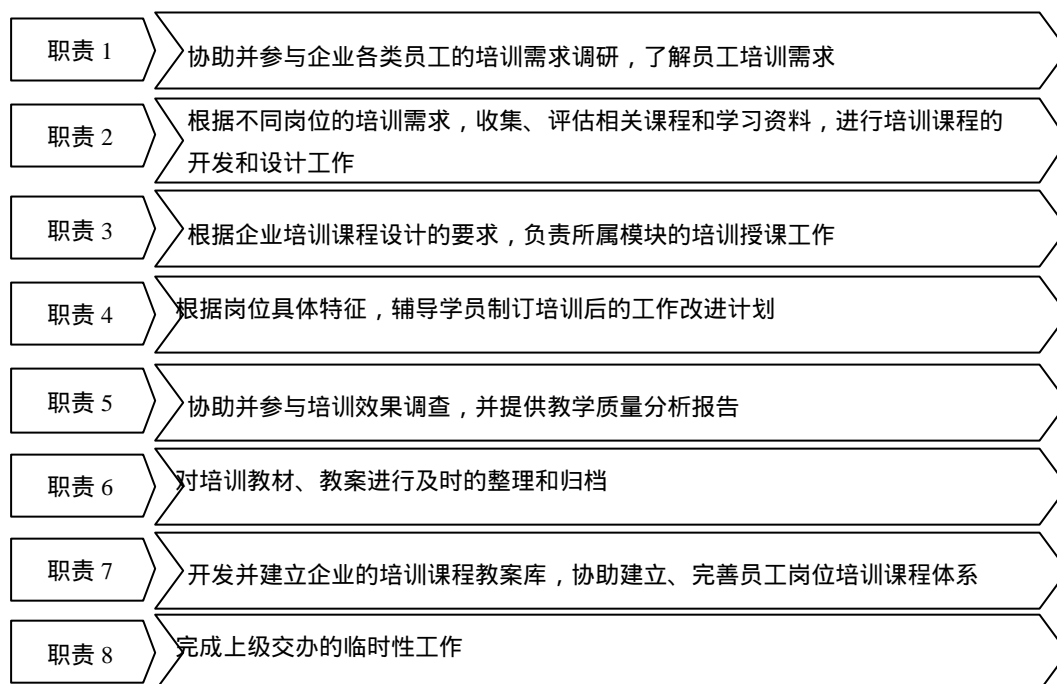 职责 1
协助并参与企业各类员工的培训需求调研，了解员工培训需求
职责 2
根据不同岗位的培训需求，收集、评估相关课程和学习资料，进行培训课程的
开发和设计工作
职责 3
根据企业培训课程设计的要求，负责所属模块的培训授课工作
职责 4
根据岗位具体特征，辅导学员制订培训后的工作改进计划
职责 5
协助并参与培训效果调查，并提供教学质量分析报告
职责 6
对培训教材、教案进行及时的整理和归档
职责 7
开发并建立企业的培训课程教案库，协助建立、完善员工岗位培训课程体系
职责 8
完成上级交办的临时性工作